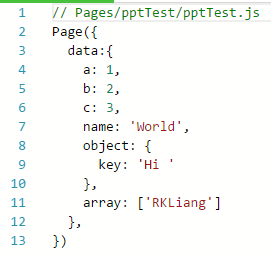 1 // Pages/pptTest/pptTest.js
2 Page({
3   data:{
4     a: 1,
5     b: 2,
6     c: 3,
7     name: 'World',
8     object: {
9       key: 'Hi '
10     },
11     array: ['RKLiang']
12   },
13 })